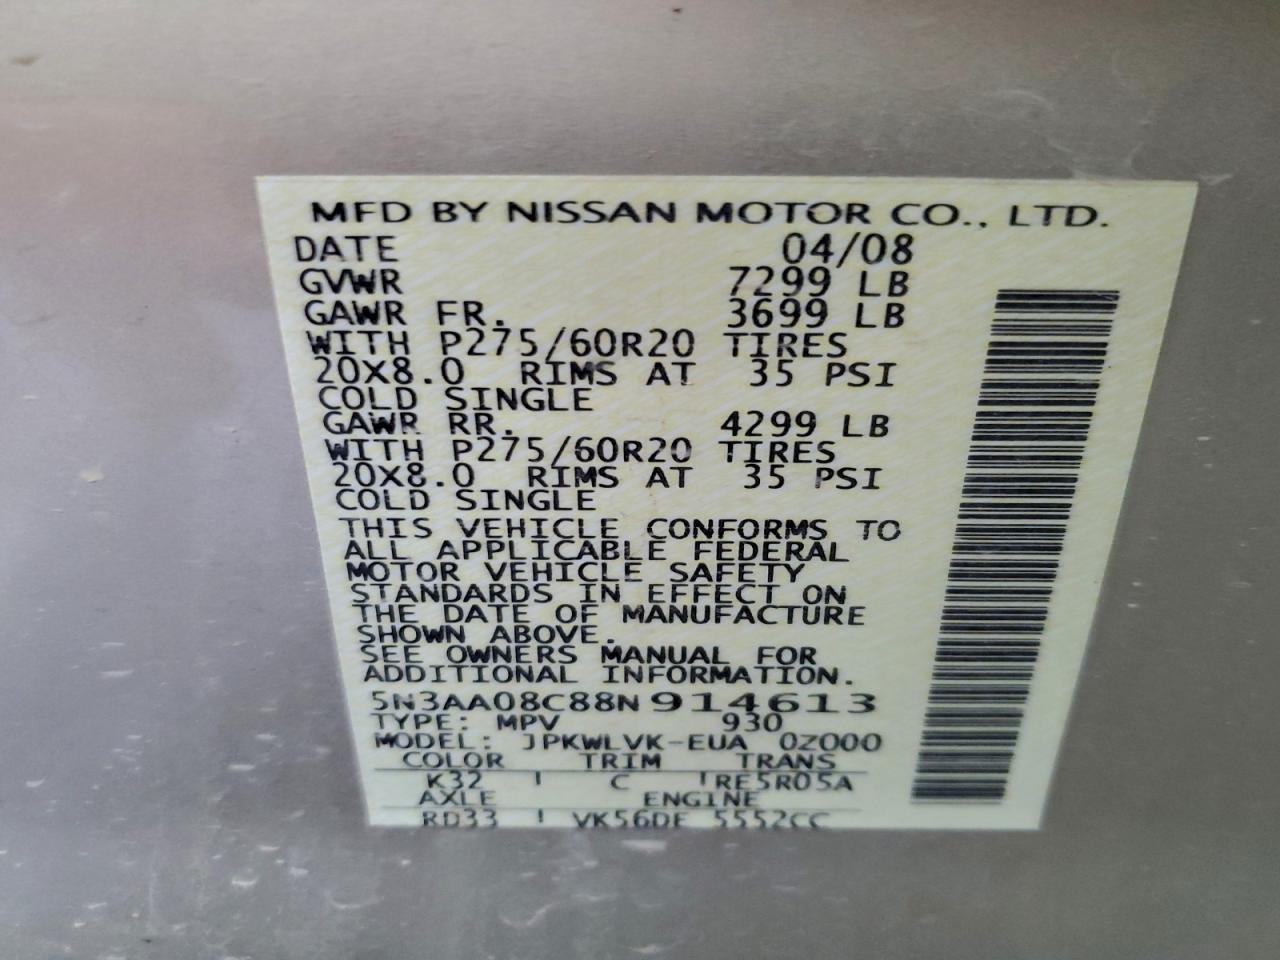 MFD BY NISSAN MOTOR CO., LTD.
DATE 04/08
GVWR 7299 LB
GAWR FR. 3699 LB
WITH P275/60R20 TIRES
20X8.0 RIMS AT 35 PSI
COLD SINGLE
GAWR RR. 4299 LB
WITH P275/60R20 TIRES
20X8.0 RIMS AT 35 PSI
COLD SINGLE
THIS VEHICLE CONFORMS TO
ALL APPLICABLE FEDERAL
MOTOR VEHICLE SAFETY
STANDARDS IN EFFECT ON
THE DATE OF MANUFACTURE
SHOWN ABOVE.
SEE OWNERS MANUAL FOR
ADDITIONAL INFORMATION.
5N3AA08C88N914613
TYPE: MPV 930
MODEL: JPKWLVK-EUA 0Z000
COLOR TRIM TRANS
K32 C RE5R05A
AXLE ENGINE
RD33 VK56DE 5552CC